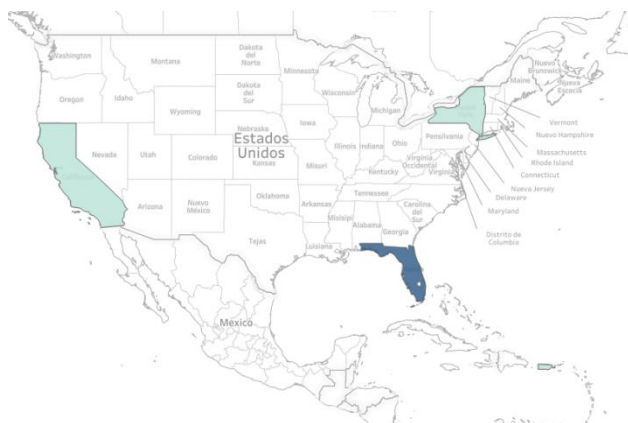 Washington
Montana
Dakota
del
Norte
Minnesota
Maine
Nuevo
Brunswick
Nueva
Escocia
Oregon
Idaho
Wyoming
Dakota
del
Sur
Wisconsin
Michigan
Vermont
Nuevo Hampshire
Massachusetts
Rhode Island
Connecticut
Nueva Jersey
Delaware
Maryland
Distrito de
Columbia
Nevada
Utah
Colorado
Nebraska
Iowa
Estados
Unidos
Kansas
Misuri
Illinois
Indiana
Ohio
Pensilvania
Virginia
Occidental
Virginia
Kentucky
Arizona
Nuevo
México
Oklahoma
Arkansas
Tennessee
Carolina
del
Sur
Tejas
Luisiana
Misisipi
Alabama
Georgia
México